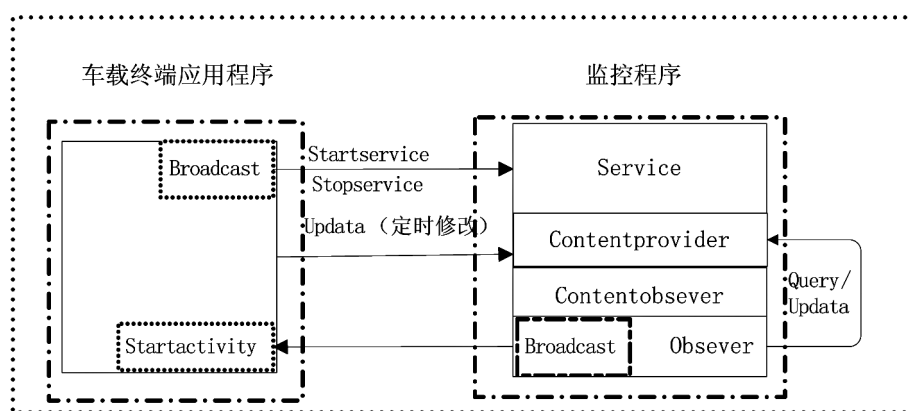 车载终端应用程序
监控程序
Broadcast
Startservice
Stopservice
Service
Updata（定时修改）
Contentprovider
Query/
Updata
Contentobsever
Startactivity
Broadcast
Obsever